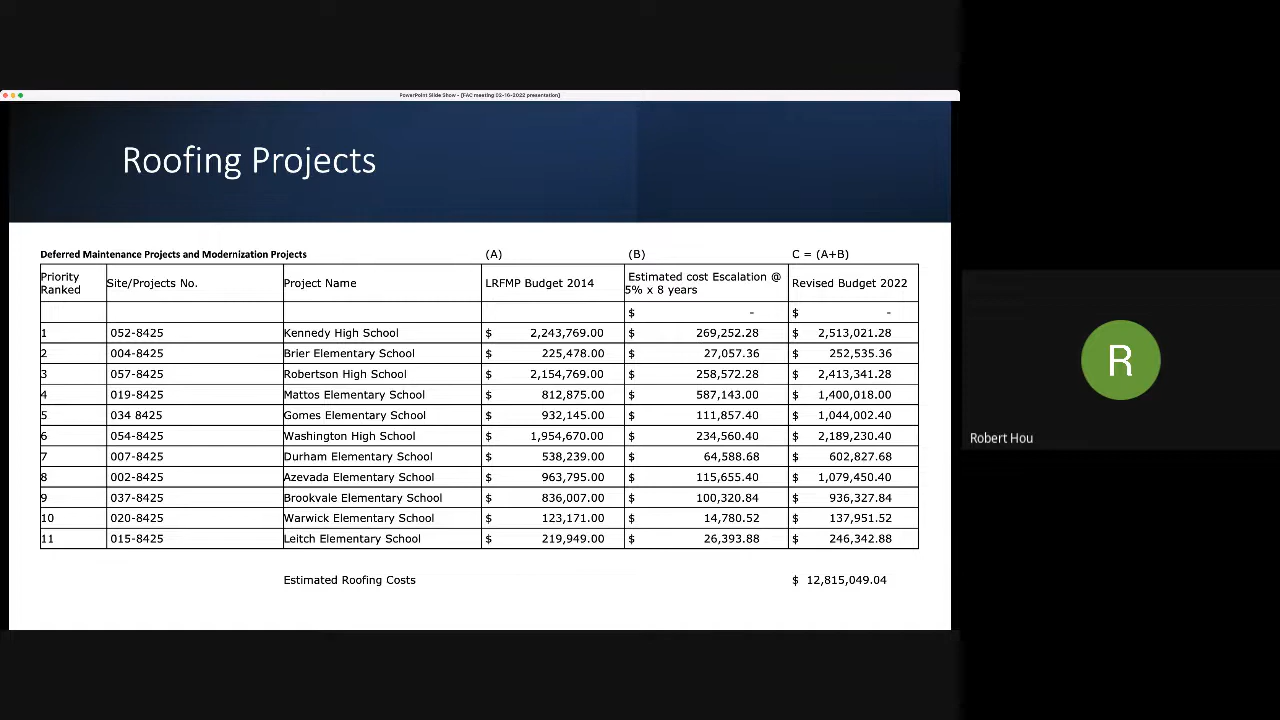 PowerPoint Slide Show - [FAC meeting 02-16-2022 presentation]
Roofing Projects
Deferred Maintenance Projects and Modernization Projects (A) (B) C = (A+B)
Priority Ranked Site/Projects No. Project Name LRFMP Budget 2014 Estimated cost Escalation @ 5% x 8 years Revised Budget 2022
$ - $ -
1 052-8425 Kennedy High School $ 2,243,769.00 $ 269,252.28 $ 2,513,021.28
2 004-8425 Brier Elementary School $ 225,478.00 $ 27,057.36 $ 252,535.36
3 057-8425 Robertson High School $ 2,154,769.00 $ 258,572.28 $ 2,413,341.28
4 019-8425 Mattos Elementary School $ 812,875.00 $ 587,143.00 $ 1,400,018.00
5 034 8425 Gomes Elementary School $ 932,145.00 $ 111,857.40 $ 1,044,002.40
6 054-8425 Washington High School $ 1,954,670.00 $ 234,560.40 $ 2,189,230.40
7 007-8425 Durham Elementary School $ 538,239.00 $ 64,588.68 $ 602,827.68
8 002-8425 Azevada Elementary School $ 963,795.00 $ 115,655.40 $ 1,079,450.40
9 037-8425 Brookvale Elementary School $ 836,007.00 $ 100,320.84 $ 936,327.84
10 020-8425 Warwick Elementary School $ 123,171.00 $ 14,780.52 $ 137,951.52
11 015-8425 Leitch Elementary School $ 219,949.00 $ 26,393.88 $ 246,342.88
Estimated Roofing Costs $ 12,815,049.04
R
Robert Hou